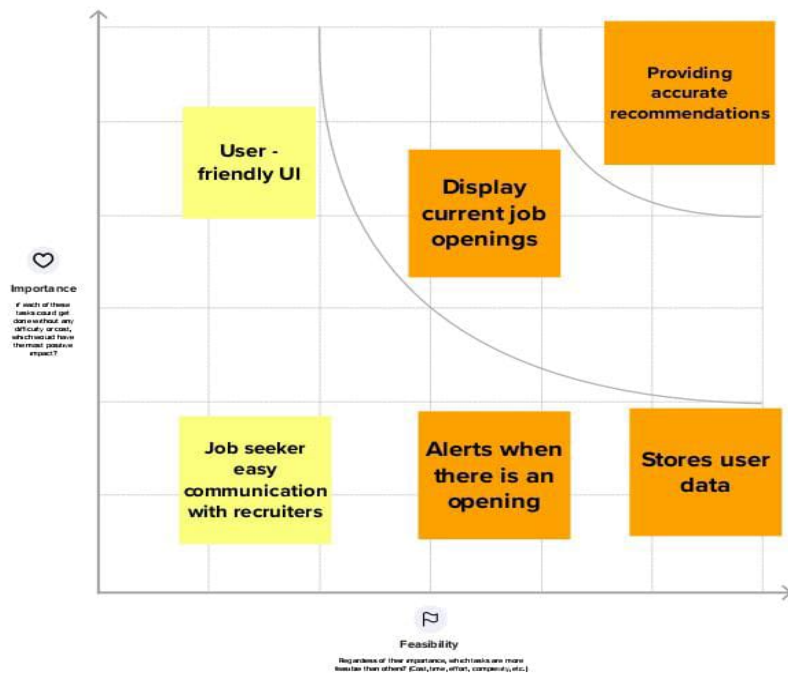 Providing
accurate
recommendations
User -
friendly UI
Display
current job
openings
Importance
If each of these
tasks could get
done without any
difficulty or cost,
which would have
the most positive
impact?
Job seeker
easy
communication
with recruiters
Alerts when
there is an
opening
Stores user
data
Feasibility
Regardless of their importance, which tasks are more
feasible than others? (Cost, time, effort, complexity, etc.)